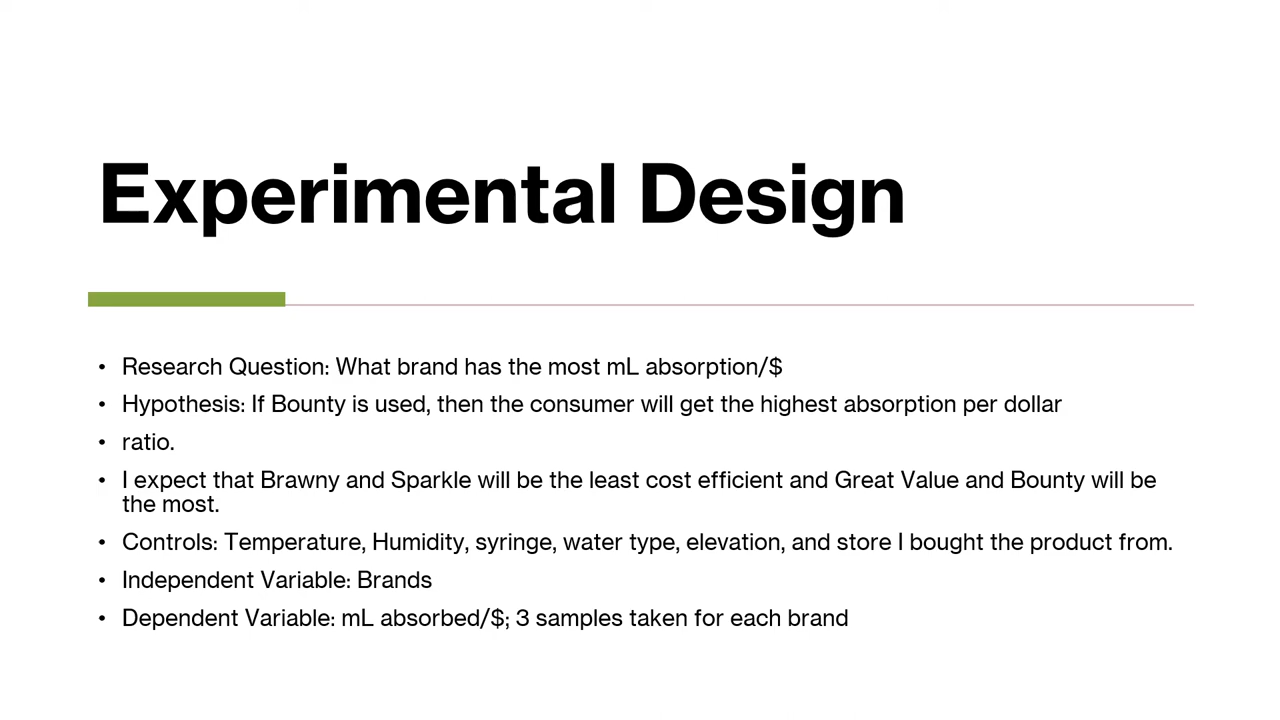 Experimental Design
• Research Question: What brand has the most mL absorption/$
• Hypothesis: If Bounty is used, then the consumer will get the highest absorption per dollar
• ratio.
• I expect that Brawny and Sparkle will be the least cost efficient and Great Value and Bounty will be
the most.
• Controls: Temperature, Humidity, syringe, water type, elevation, and store I bought the product from.
• Independent Variable: Brands
• Dependent Variable: mL absorbed/$; 3 samples taken for each brand